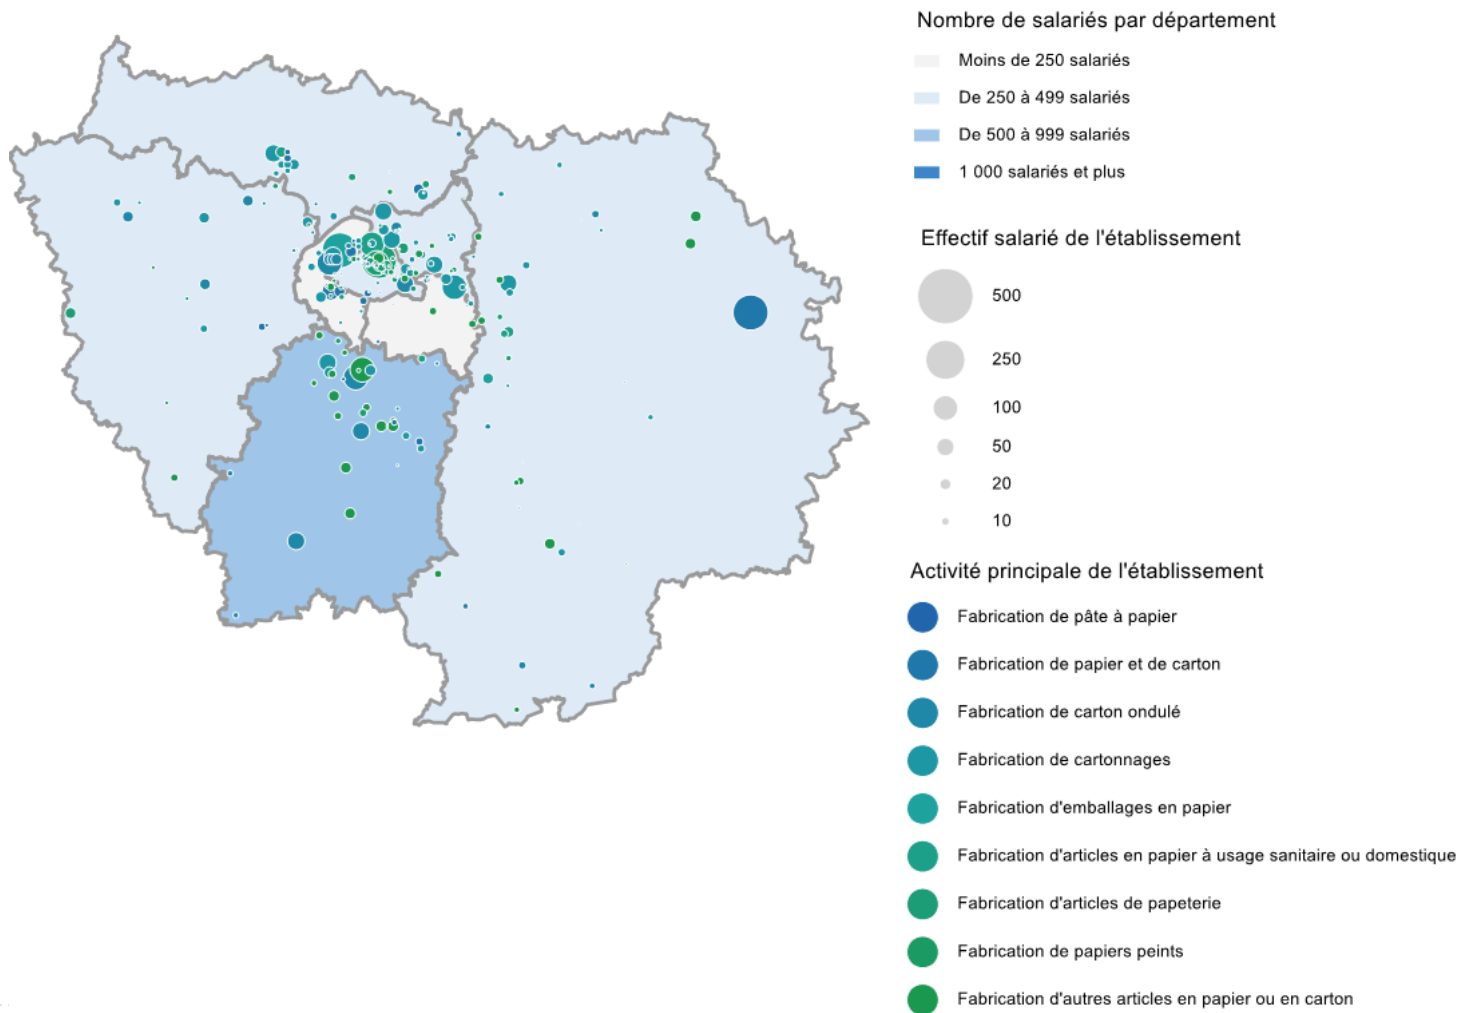 Nombre de salariés par département
Moins de 250 salariés
De 250 à 499 salariés
De 500 à 999 salariés
1 000 salariés et plus
Effectif salarié de l'établissement
500
250
100
50
20
10
Activité principale de l'établissement
Fabrication de pâte à papier
Fabrication de papier et de carton
Fabrication de carton ondulé
Fabrication de cartonnages
Fabrication d'emballages en papier
Fabrication d'articles en papier à usage sanitaire ou domestique
Fabrication d'articles de papeterie
Fabrication de papiers peints
Fabrication d'autres articles en papier ou en carton